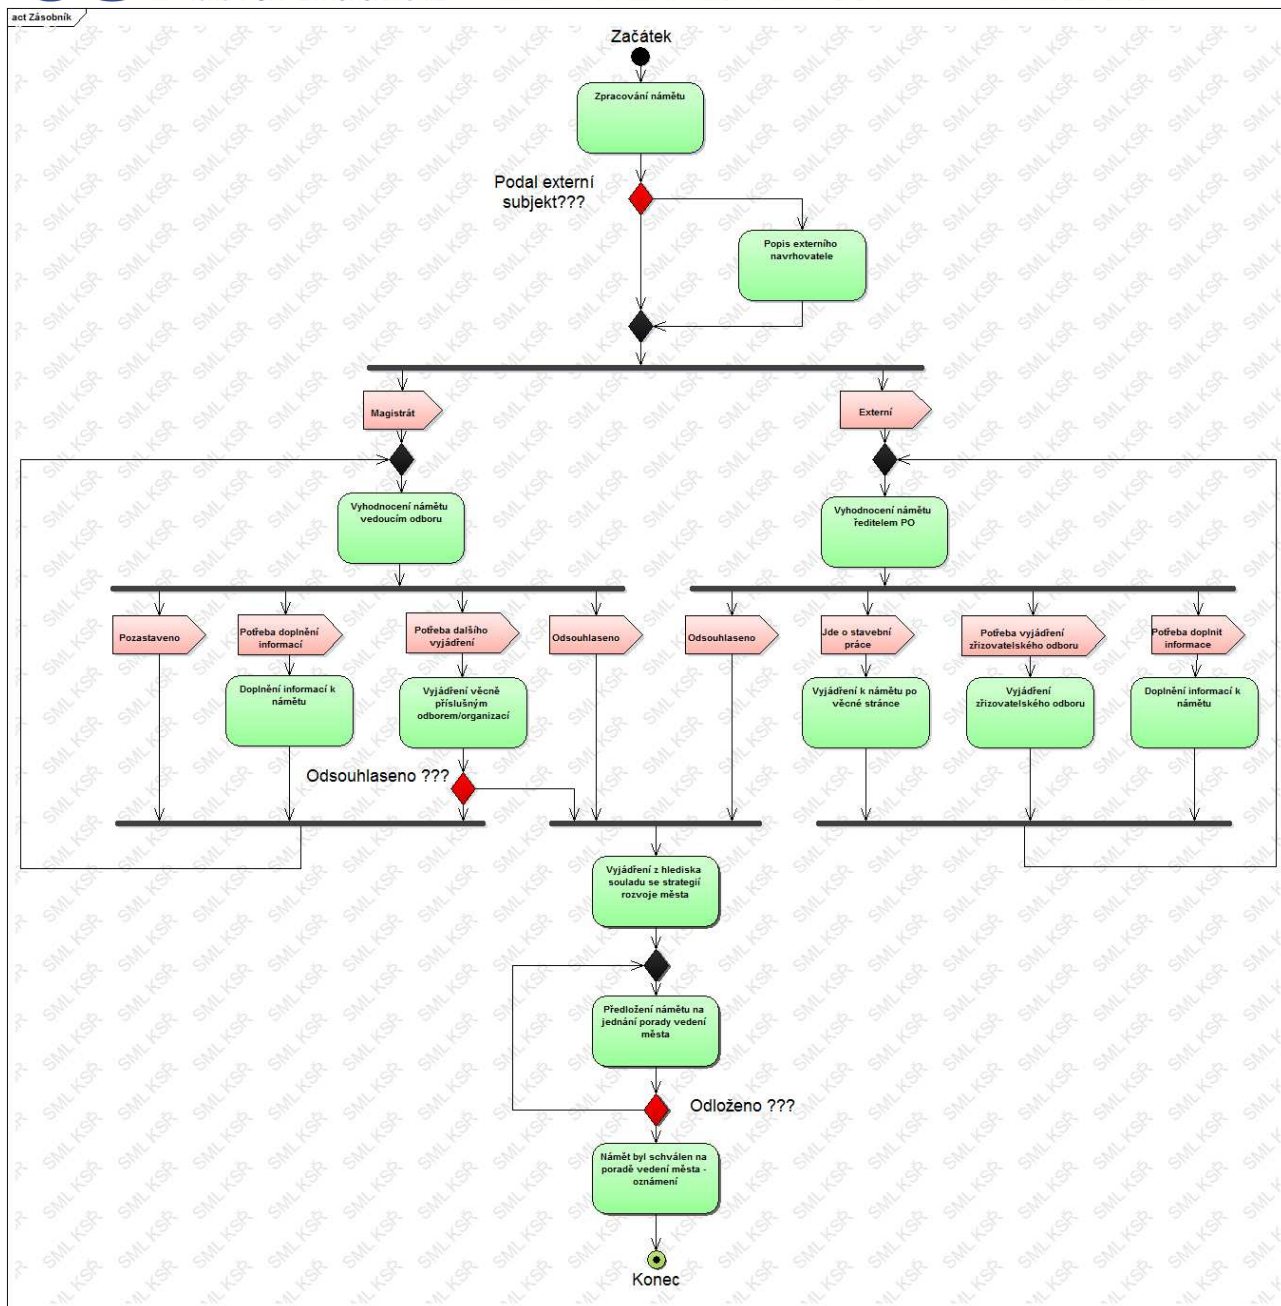 act Zásobník
Začátek
Zpracování námětu
Podal externí
subjekt???
Popis externího
navrhovatele
Magistrát
Externí
Vyhodnocení námětu
vedoucím odboru
Vyhodnocení námětu
ředitelem PO
Pozastaveno
Potřeba doplnění
informací
Potřeba dalšího
vyjádření
Odsouhlaseno
Odsouhlaseno
Jde o stavební
práce
Potřeba vyjádření
zřizovatelského odboru
Potřeba doplnit
informace
Doplnění informací k
námětu
Vyjádření věcně
příslušným
odborem/organizací
Vyjádření k námětu po
věcné stránce
Vyjádření
zřizovatelského odboru
Doplnění informací k
námětu
Odsouhlaseno ???
Vyjádření z hlediska
souladu se strategií
rozvoje města
Předložení námětu na
jednání porady vedení
města
Odloženo ???
Námět byl schválen na
poradě vedení města -
oznámení
Konec
SML KSŘ